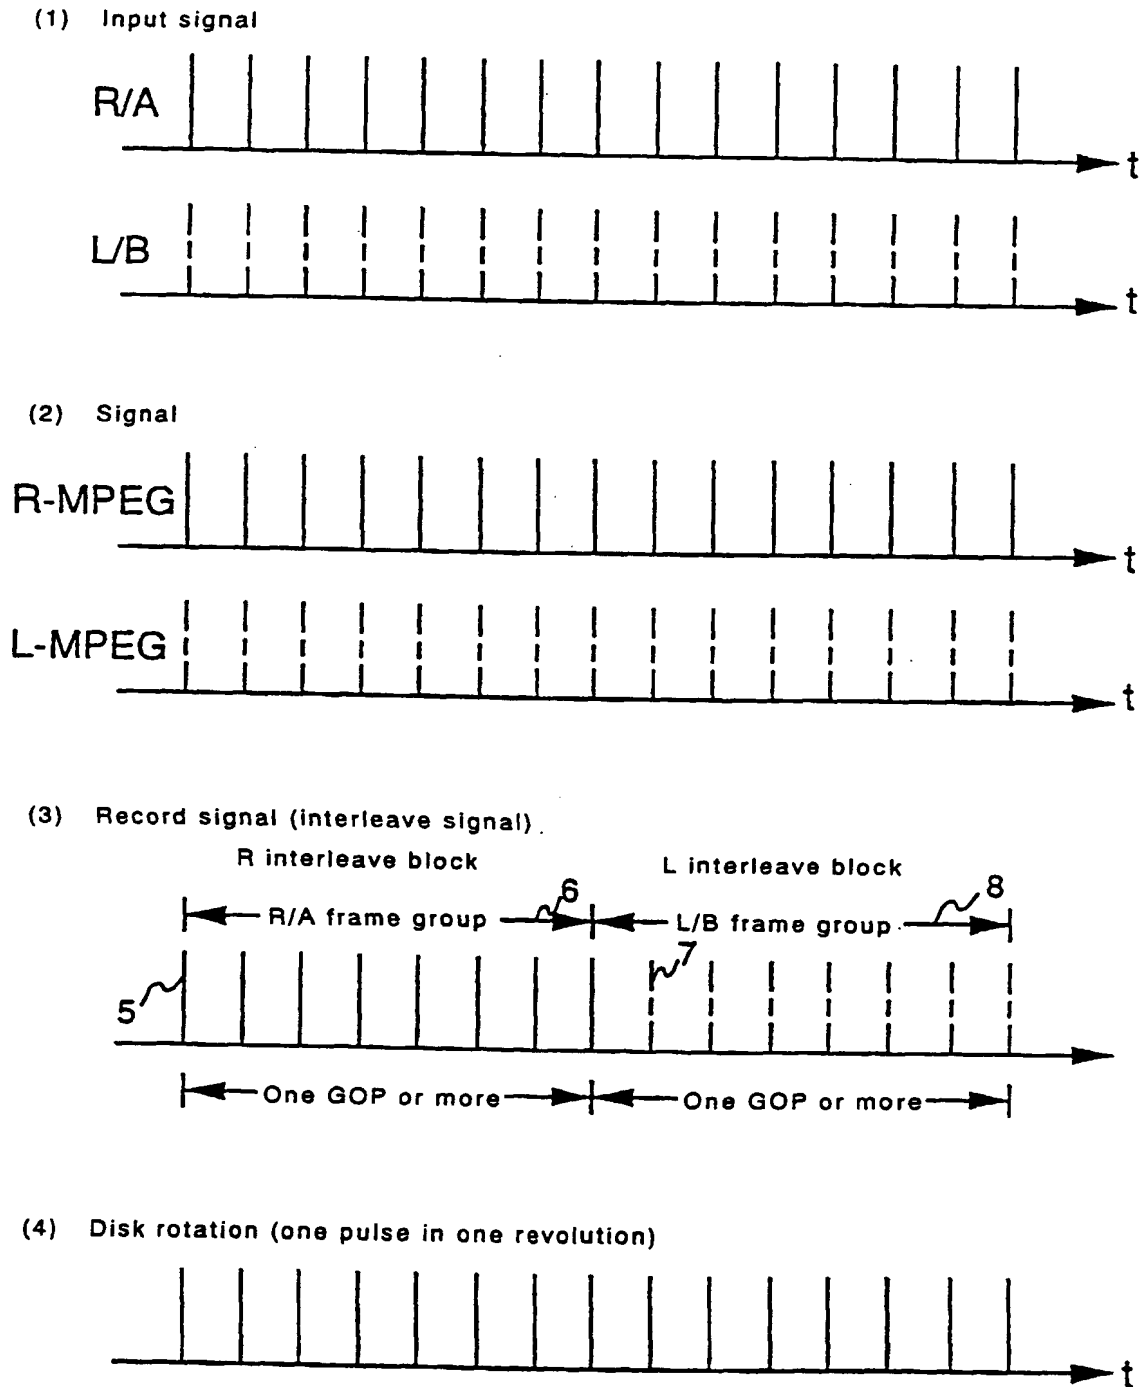 (1) Input signal
R/A
t
L/B
t
(2) Signal
R-MPEG
t
L-MPEG
t
(3) Record signal (interleave signal)
R interleave block
L interleave block
6
8
R/A frame group
L/B frame group
7
5
One GOP or more
One GOP or more
(4) Disk rotation (one pulse in one revolution)
t